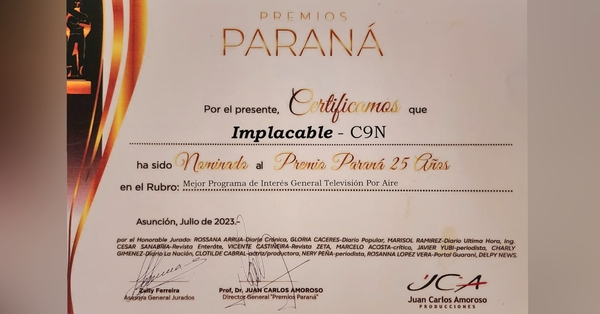 PREMIOS
PARANÁ
Por el presente, Certificamos que
Implacable - C9N
ha sido Nominado al Premio Paraná 25 Años
en el Rubro: Mejor Programa de Interés General Televisión Por Aire
Asunción, Julio de 2023.-
por el Honorable Jurado: ROSSANA ARRUA-Diario Crónica, GLORIA CACERES-Diario Popular, MARISOL RAMIREZ-Diario Ultima Hora, Ing.
CESAR SANABRIA-Revista Enterâte, VICENTE CASTIÑEIRA-Revista ZETA, MARCELO ACOSTA-crítico, JAVIER YUBI-periodista, CHARLY
GIMENEZ-Diario La Nación, CLOTILDE CABRAL-actriz/productora, NERY PEÑA-periodista, ROSANNA LOPEZ VERA-Portal Guaraní, DELPY NEWS.
Zully Ferreira
Asesora General Jurados
Prof, Dr. JUAN CARLOS AMOROSO
Director General "Premios Paraná"
JCA
Juan Carlos Amoroso
PRODUCCIONES